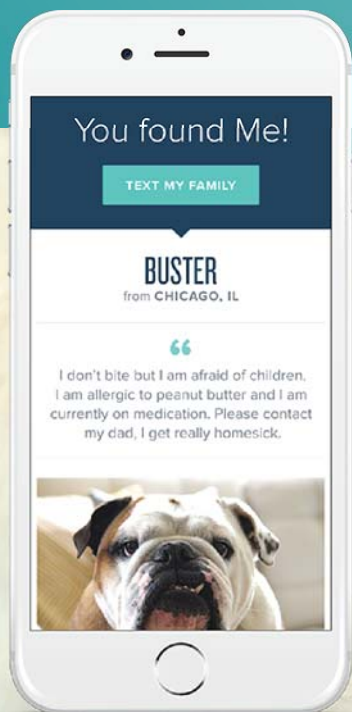 You found Me!
TEXT MY FAMILY
BUSTER
from CHICAGO, IL
“
I don't bite but I am afraid of children.
I am allergic to peanut butter and I am
currently on medication. Please contact
my dad, I get really homesick.